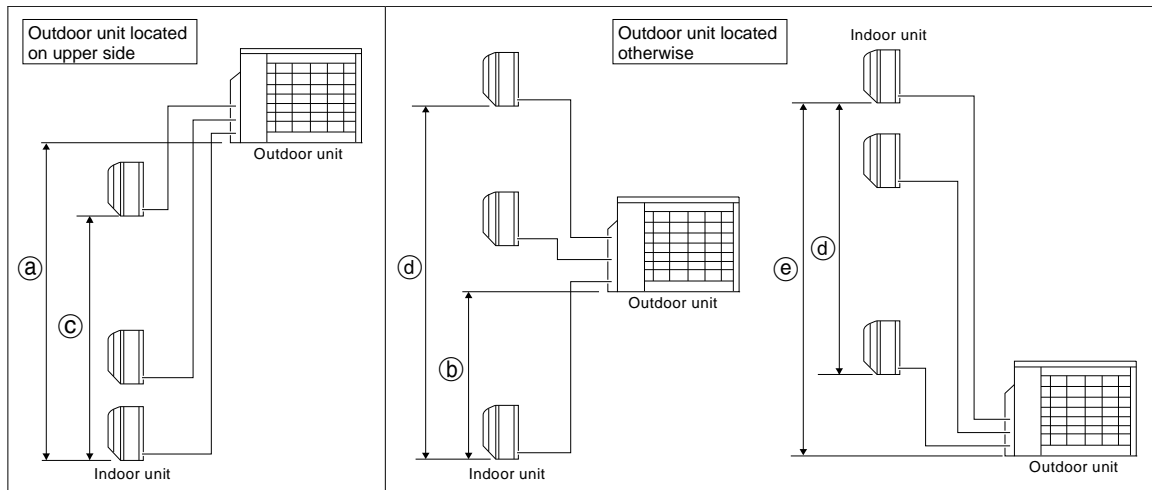 Outdoor unit located
on upper side
Outdoor unit
ⓐ
ⓒ
Indoor unit
Outdoor unit located
otherwise
ⓓ
ⓑ
Outdoor unit
Indoor unit
Indoor unit
ⓔ
ⓓ
Outdoor unit